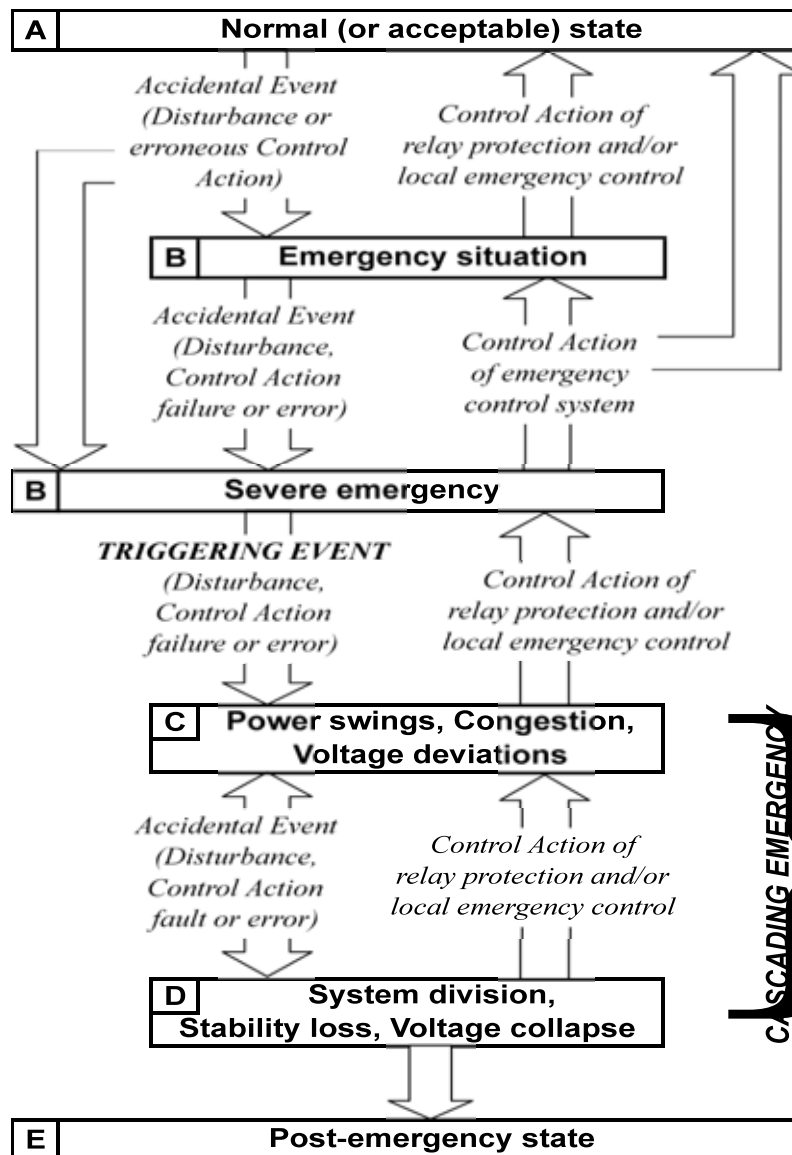 A Normal (or acceptable) state
Accidental Event
(Disturbance or
erroneous Control
Action)
Control Action of
relay protection and/or
local emergency control
B Emergency situation
Accidental Event
(Disturbance,
Control Action
failure or error)
Control Action
of emergency
control system
B Severe emergency
TRIGGERING EVENT
(Disturbance,
Control Action
failure or error)
Control Action of
relay protection and/or
local emergency control
C Power swings, Congestion,
Voltage deviations
Accidental Event
(Disturbance,
Control Action
fault or error)
Control Action of
relay protection and/or
local emergency control
CASCADING EMERGENCY
D System division,
Stability loss, Voltage collapse
E Post-emergency state